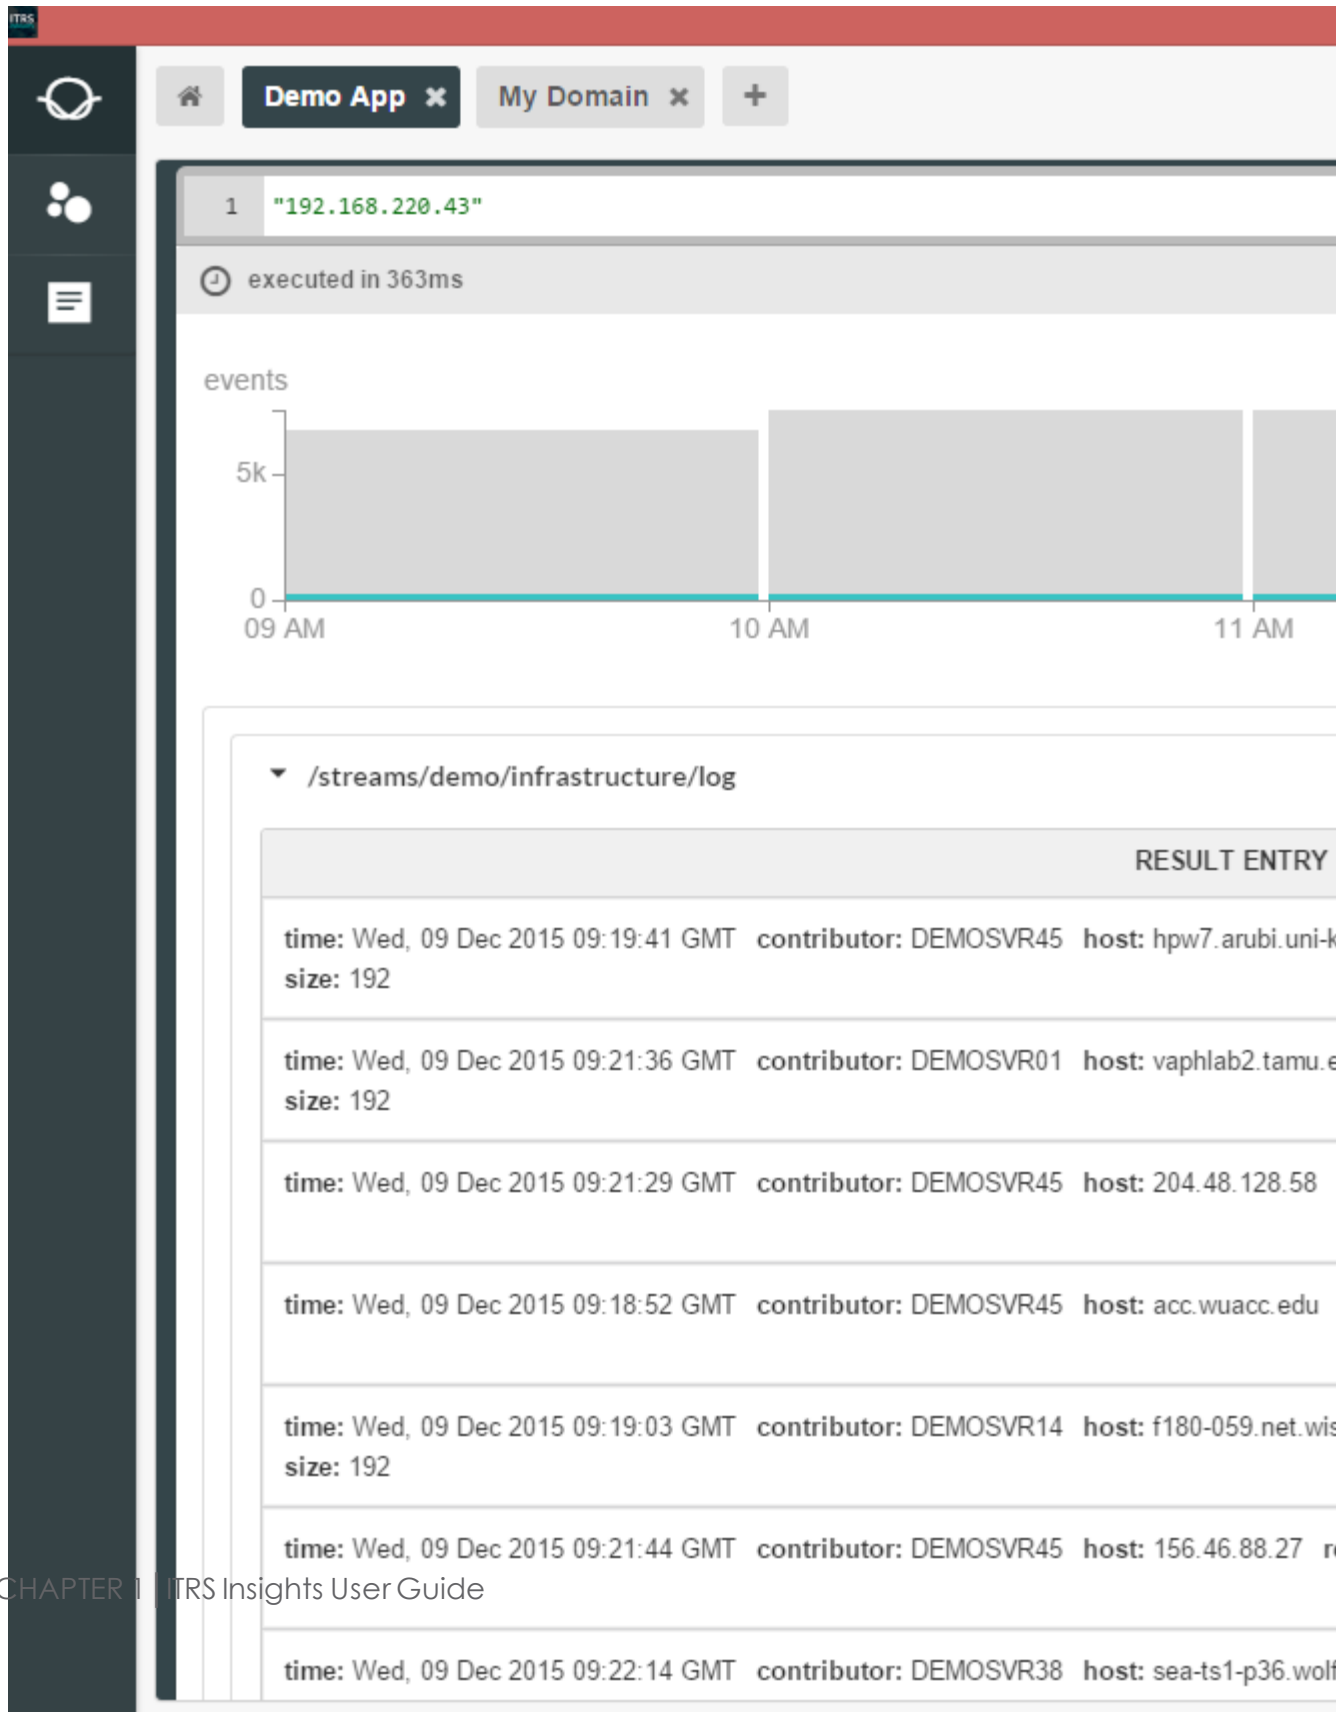 ITRS
Demo App My Domain
1 "192.168.220.43"
executed in 363ms
events
5k
0
09 AM 10 AM 11 AM
/streams/demo/infrastructure/log
RESULT ENTRY
time: Wed, 09 Dec 2015 09:19:41 GMT contributor: DEMOSVR45 host: hpw7.arubi.uni-k
size: 192
time: Wed, 09 Dec 2015 09:21:36 GMT contributor: DEMOSVR01 host: vaphlab2.tamu.e
size: 192
time: Wed, 09 Dec 2015 09:21:29 GMT contributor: DEMOSVR45 host: 204.48.128.58
time: Wed, 09 Dec 2015 09:18:52 GMT contributor: DEMOSVR45 host: acc.wuacc.edu
time: Wed, 09 Dec 2015 09:19:03 GMT contributor: DEMOSVR14 host: f180-059.net.wis
size: 192
time: Wed, 09 Dec 2015 09:21:44 GMT contributor: DEMOSVR45 host: 156.46.88.27 re
CHAPTER 1 | ITRS Insights User Guide
time: Wed, 09 Dec 2015 09:22:14 GMT contributor: DEMOSVR38 host: sea-ts1-p36.wolf